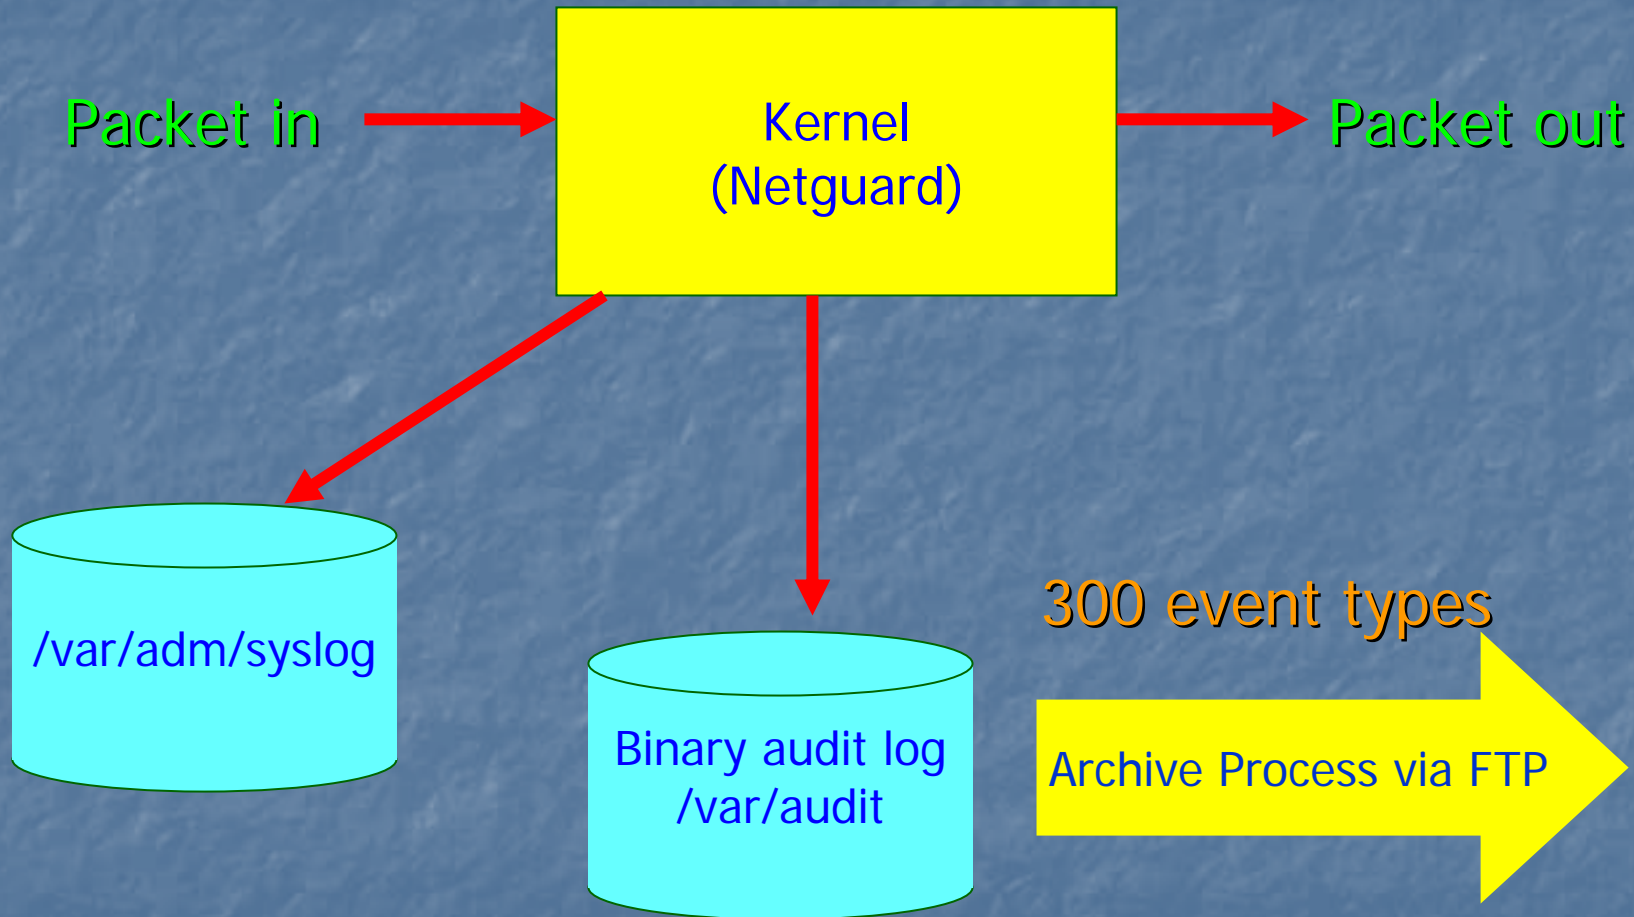 Packet in
Kernel
(Netguard)
Packet out
/var/adm/syslog
Binary audit log
/var/audit
300 event types
Archive Process via FTP